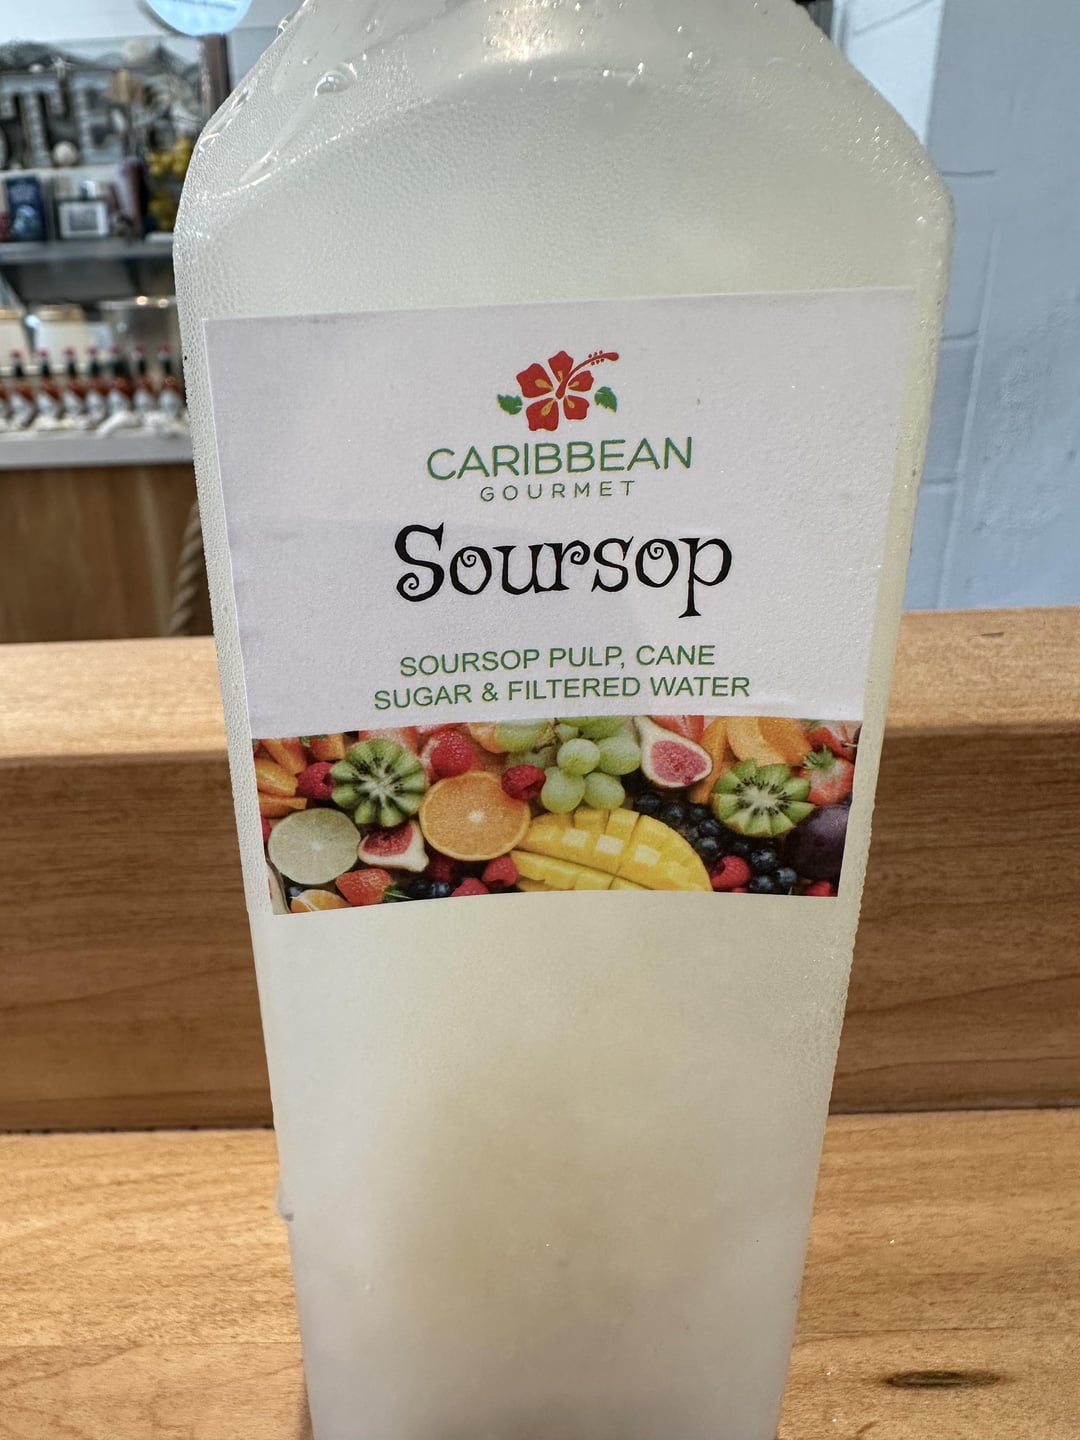 CARIBBEAN
GOURMET
Soursop
SOURSOP PULP, CANE
SUGAR & FILTERED WATER